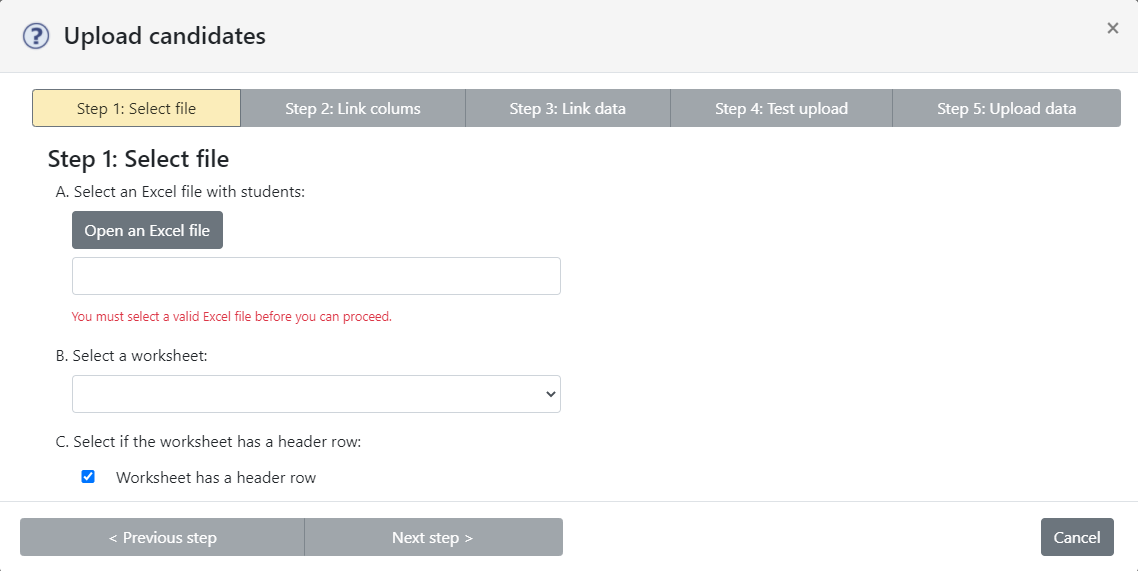 ? Upload candidates ×
Step 1: Select file Step 2: Link colums Step 3: Link data Step 4: Test upload Step 5: Upload data
Step 1: Select file
A. Select an Excel file with students:
Open an Excel file
You must select a valid Excel file before you can proceed.
B. Select a worksheet:
C. Select if the worksheet has a header row:
Worksheet has a header row
< Previous step Next step > Cancel